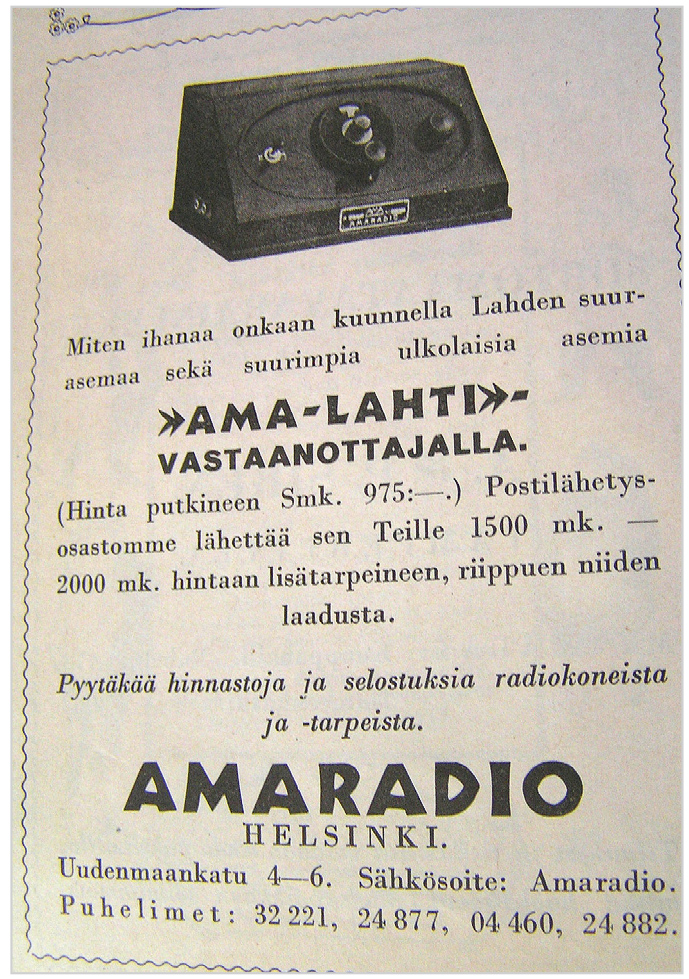 AMARADIO
Miten ihanaa onkaan kuunnella Lahden suur-
asemaa sekä suurimpia ulkolaisia asemia
»AMA-LAHTI»-
VASTAANOTTAJALLA.
(Hinta putkineen Smk. 975:—.) Postilähetys-
osastomme lähettää sen Teille 1500 mk. —
2000 mk. hintaan lisätarpeineen, riippuen niiden
laadusta.
Pyytäkää hinnastoja ja selostuksia radiokoneista
ja -tarpeista.
AMARADIO
HELSINKI.
Uudenmaankatu 4—6. Sähkösoite: Amaradio.
Puhelimet: 32 221, 24 877, 04 460, 24 882.